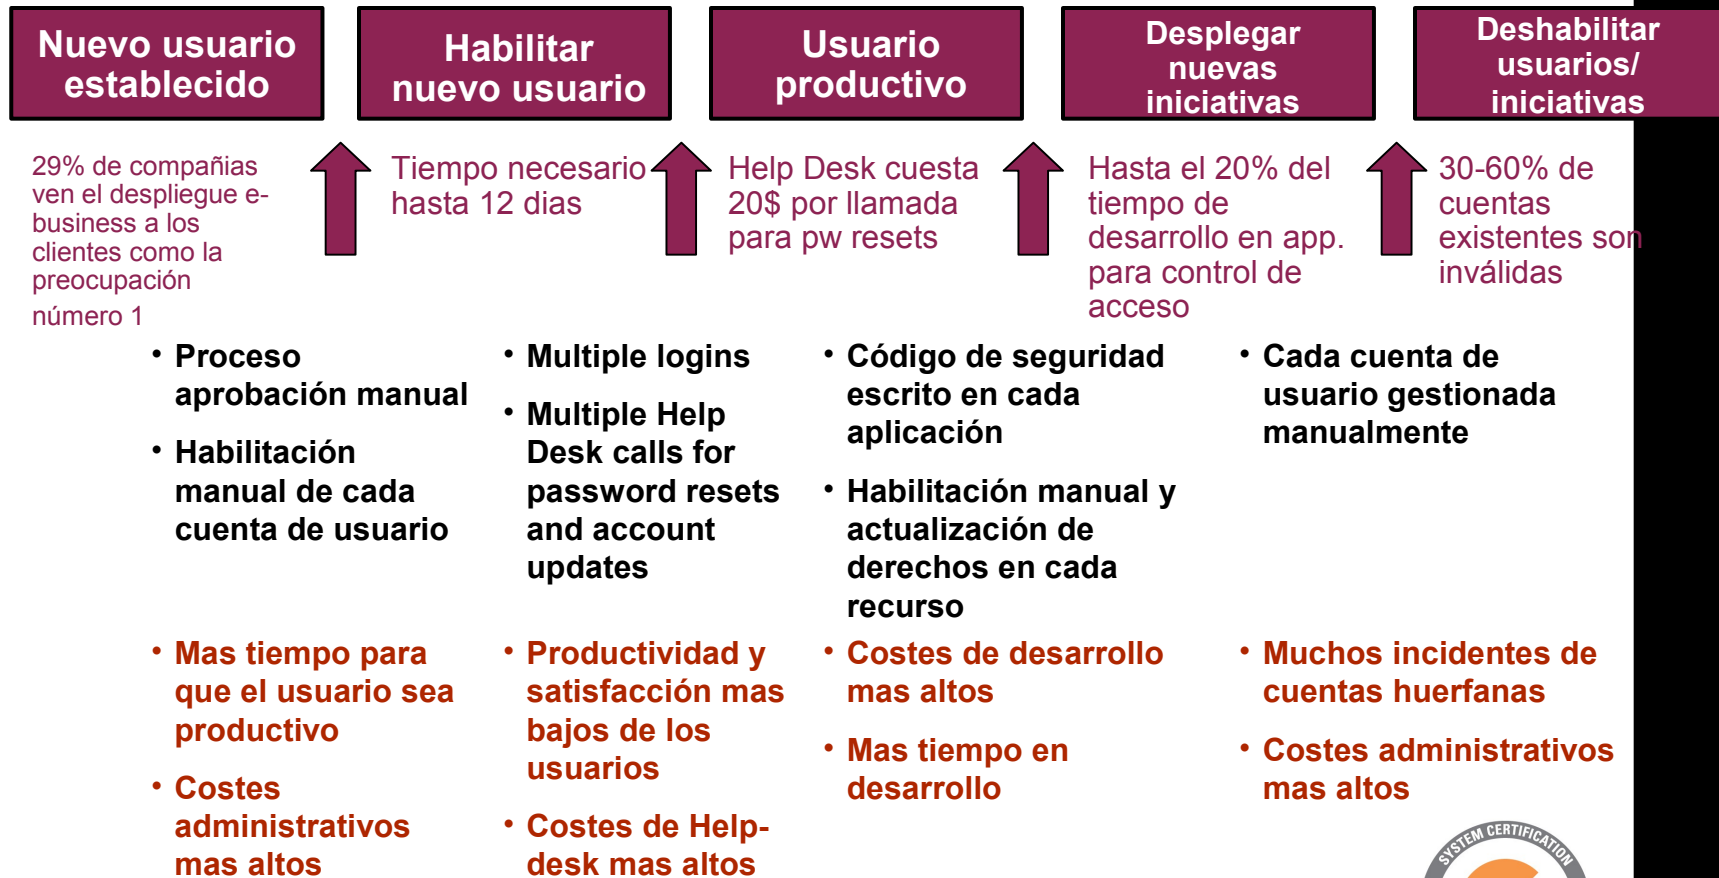 Nuevo usuario
establecido
Habilitar
nuevo usuario
Usuario
productivo
Desplegar
nuevas
iniciativas
Deshabilitar
usuarios/
iniciativas
29% de compañias
ven el despliegue e-
business a los
clientes como la
preocupación
número 1
Tiempo necesario
hasta 12 dias
Help Desk cuesta
20$ por llamada
para pw resets
Hasta el 20% del
tiempo de
desarrollo en app.
para control de
acceso
30-60% de
cuentas
existentes son
inválidas
• Proceso
aprobación manual
• Habilitación
manual de cada
cuenta de usuario
• Multiple logins
• Multiple Help
Desk calls for
password resets
and account
updates
• Código de seguridad
escrito en cada
aplicación
• Habilitación manual y
actualización de
derechos en cada
recurso
• Cada cuenta de
usuario gestionada
manualmente
• Mas tiempo para
que el usuario sea
productivo
• Costes
administrativos
mas altos
• Productividad y
satisfacción mas
bajos de los
usuarios
• Costes de Help-
desk mas altos
• Costes de desarrollo
mas altos
• Mas tiempo en
desarrollo
• Muchos incidentes de
cuentas huerfanas
• Costes administrativos
mas altos
SYSTEM CERTIFICATION